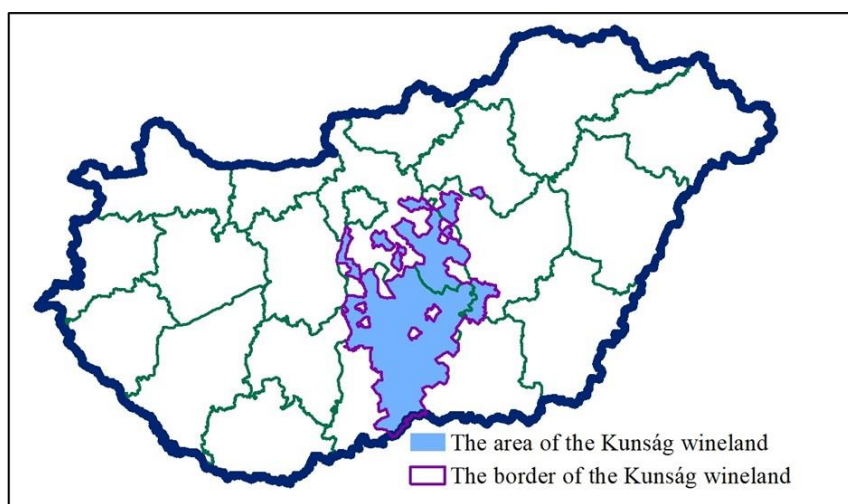 The area of the Kunság wineland
The border of the Kunság wineland